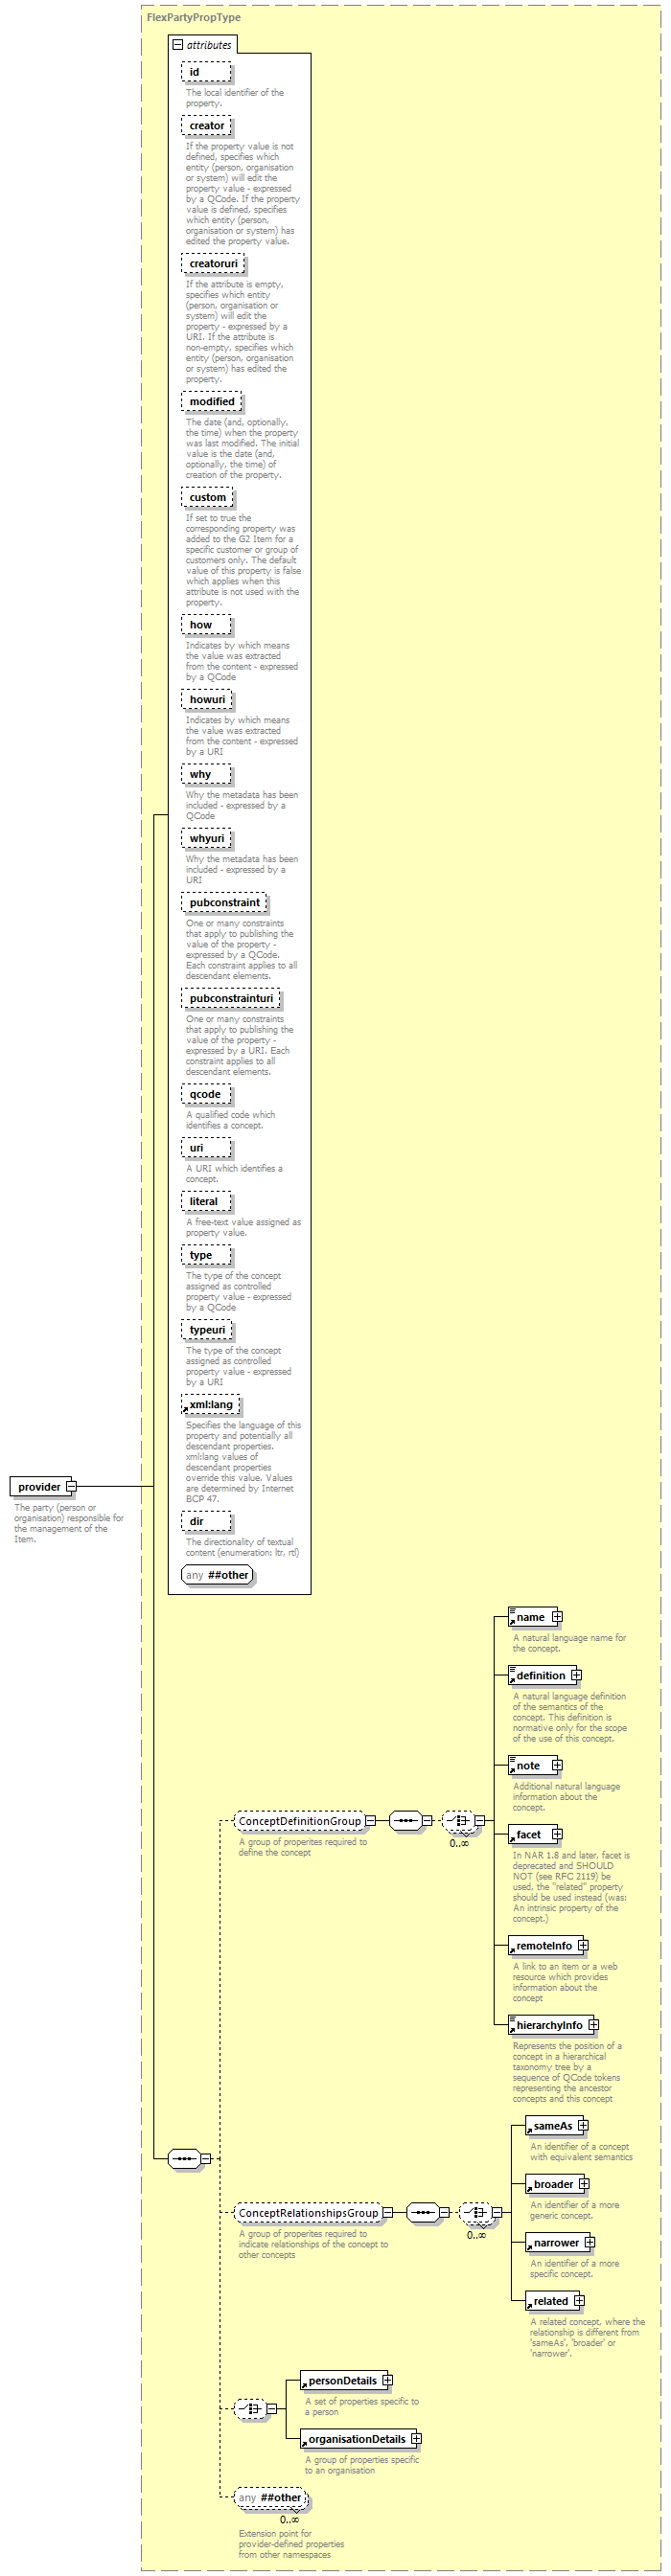 FlexPartyPropType
attributes
id
The local identifier of the
property.
creator
If the property value is not
defined, specifies which
entity (person, organisation
or system) will edit the
property value - expressed
by a QCode. If the property
value is defined, specifies
which entity (person,
organisation or system) has
edited the property value.
creatoruri
If the attribute is empty,
specifies which entity
(person, organisation or
system) will edit the
property - expressed by a
URI. If the attribute is
non-empty, specifies which
entity (person, organisation
or system) has edited the
property.
modified
The date (and, optionally,
the time) when the property
was last modified. The initial
value is the date (and,
optionally, the time) of
creation of the property.
custom
If set to true the
corresponding property was
added to the G2 Item for a
specific customer or group of
customers only. The default
value of this property is false
which applies when this
attribute is not used with the
property.
how
Indicates by which means
the value was extracted
from the content - expressed
by a QCode
howuri
Indicates by which means
the value was extracted
from the content - expressed
by a URI
why
Why the metadata has been
included - expressed by a
QCode
whyuri
Why the metadata has been
included - expressed by a
URI
pubconstraint
One or many constraints
that apply to publishing the
value of the property -
expressed by a QCode.
Each constraint applies to all
descendant elements.
pubconstrainturi
One or many constraints
that apply to publishing the
value of the property -
expressed by a URI. Each
constraint applies to all
descendant elements.
qcode
A qualified code which
identifies a concept.
uri
A URI which identifies a
concept.
literal
A free-text value assigned as
property value.
type
The type of the concept
assigned as controlled
property value - expressed
by a QCode
typeuri
The type of the concept
assigned as controlled
property value - expressed
by a URI
xml:lang
Specifies the language of this
property and potentially all
descendant properties.
xml:lang values of
descendant properties
override this value. Values
are determined by Internet
BCP 47.
dir
The directionality of textual
content (enumeration: ltr, rtl)
any ##other
provider
The party (person or
organisation) responsible for
the management of the
Item.
name
A natural language name for
the concept.
definition
A natural language definition
of the semantics of the
concept. This definition is
normative only for the scope
of the use of this concept.
note
Additional natural language
information about the
concept.
ConceptDefinitionGroup
0..∞
A group of properites required to
define the concept
facet
In NAR 1.8 and later, facet is
deprecated and SHOULD
NOT (see RFC 2119) be
used, the "related" property
should be used instead (was:
An intrinsic property of the
concept.)
remoteInfo
A link to an item or a web
resource which provides
information about the
concept
hierarchyInfo
Represents the position of a
concept in a hierarchical
taxonomy tree by a
sequence of QCode tokens
representing the ancestor
concepts and this concept
sameAs
An identifier of a concept
with equivalent semantics
broader
An identifier of a more
generic concept.
ConceptRelationshipsGroup
0..∞
A group of properites required to
indicate relationships of the concept to
other concepts
narrower
An identifier of a more
specific concept.
related
A related concept, where the
relationship is different from
'sameAs', 'broader' or
'narrower'.
personDetails
A set of properties specific to
a person
organisationDetails
A group of properties specific
to an organisation
any ##other
0..∞
Extension point for
provider-defined properties
from other namespaces